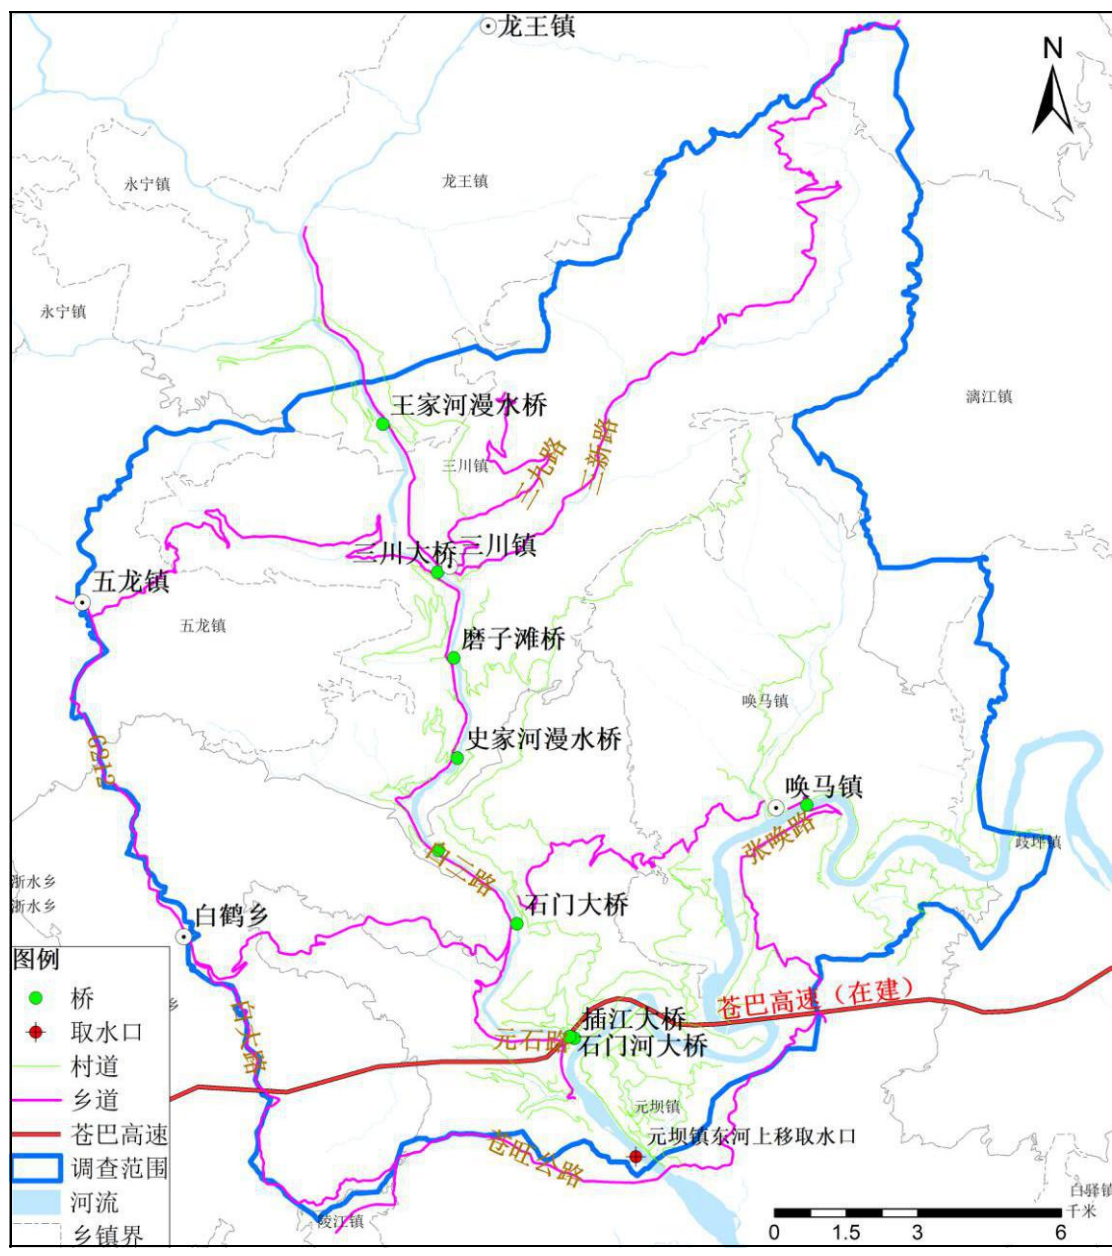 龙王镇
N
永宁镇
龙王镇
永宁镇
漓江镇
王家河漫水桥
三川镇
三九路
三新路
三川大桥
三川镇
五龙镇
五龙镇
磨子滩桥
唤马镇
史家河漫水桥
G212
唤马镇
张唤路
歧坪镇
白三路
浙水乡
浙水乡
石门大桥
白鹤乡
苍巴高速（在建）
插江大桥
元石路
石门河大桥
白大路
元坝镇
元坝镇东河上移取水口
苍旺公路
陵江镇
白驿镇
千米
0 1.5 3 6
图例
桥
取水口
村道
乡道
苍巴高速
调查范围
河流
乡镇界